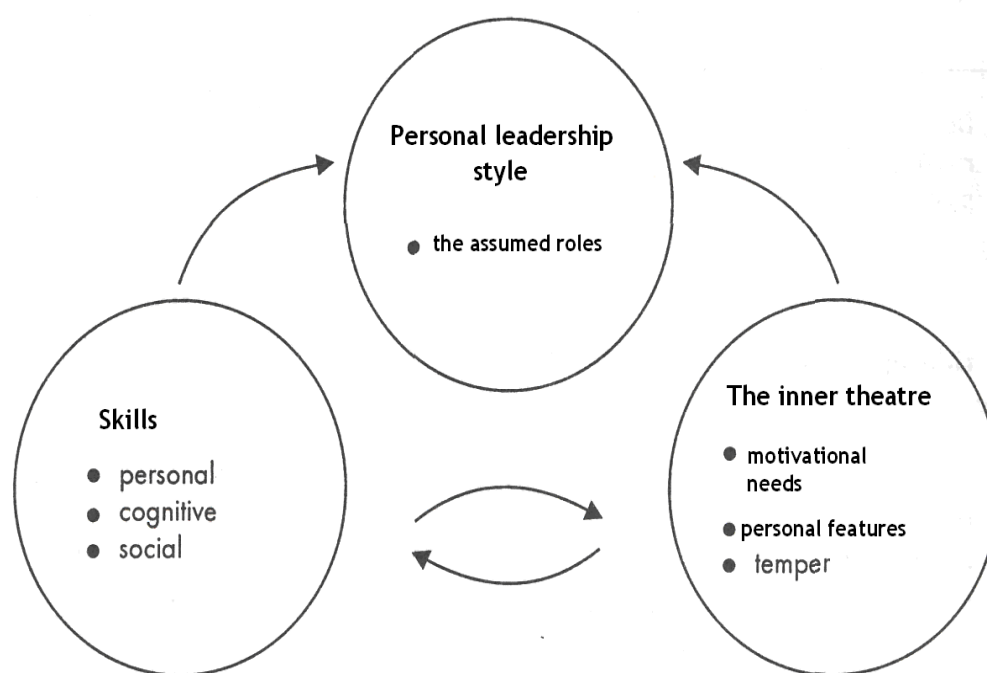 Personal leadership
style
● the assumed roles
Skills
● personal
● cognitive
● social
The inner theatre
● motivational
needs
● personal features
● temper